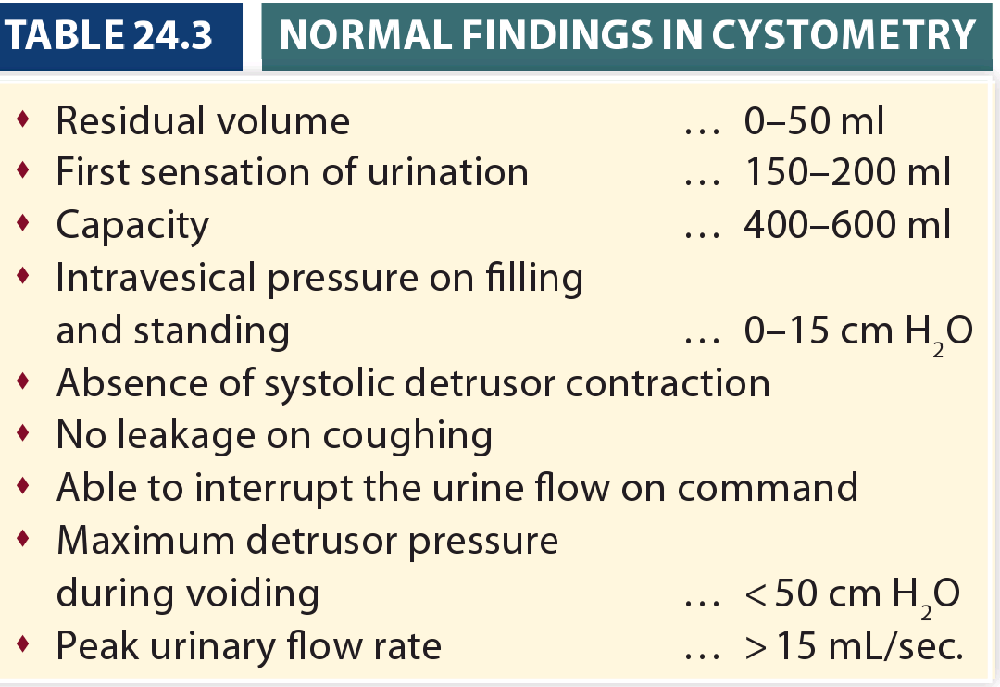 TABLE 24.3 NORMAL FINDINGS IN CYSTOMETRY
♦ Residual volume … 0–50 ml
♦ First sensation of urination … 150–200 ml
♦ Capacity … 400–600 ml
♦ Intravesical pressure on filling
and standing … 0–15 cm H₂O
♦ Absence of systolic detrusor contraction
♦ No leakage on coughing
♦ Able to interrupt the urine flow on command
♦ Maximum detrusor pressure
during voiding … < 50 cm H₂O
♦ Peak urinary flow rate … > 15 mL/sec.